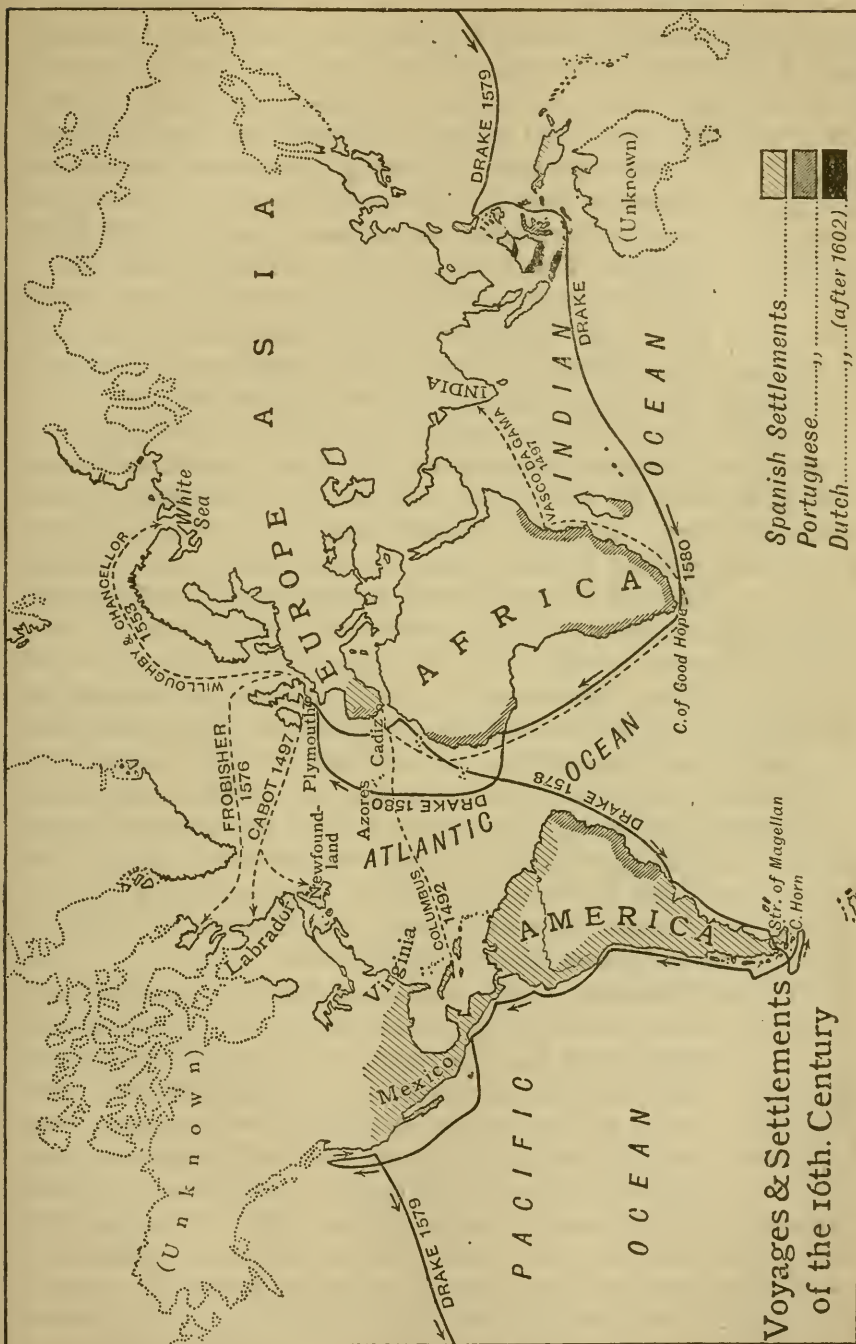 (Unknown)
DRAKE 1579
PACIFIC
OCEAN
Mexico
Virginia
Labrador
Newfound-
land
AMERICA
Str. of Magellan
C. Horn
FROBISHER
1576
CABOT 1497
COLUMBUS
1492
Azores
ATLANTIC
OCEAN
DRAKE 1580
DRAKE 1578
WILLOUGHBY & CHANCELLOR
1553
White
Sea
Plymouth
Cadiz
EUROPE
ASIA
AFRICA
C. of Good Hope
1580
VASCO DA GAMA
1497
INDIA
INDIAN
OCEAN
DRAKE
DRAKE 1579
(Unknown)
Voyages & Settlements
of the 16th. Century
Spanish Settlements
Portuguese........,, ........
Dutch........,,....(after 1602)..